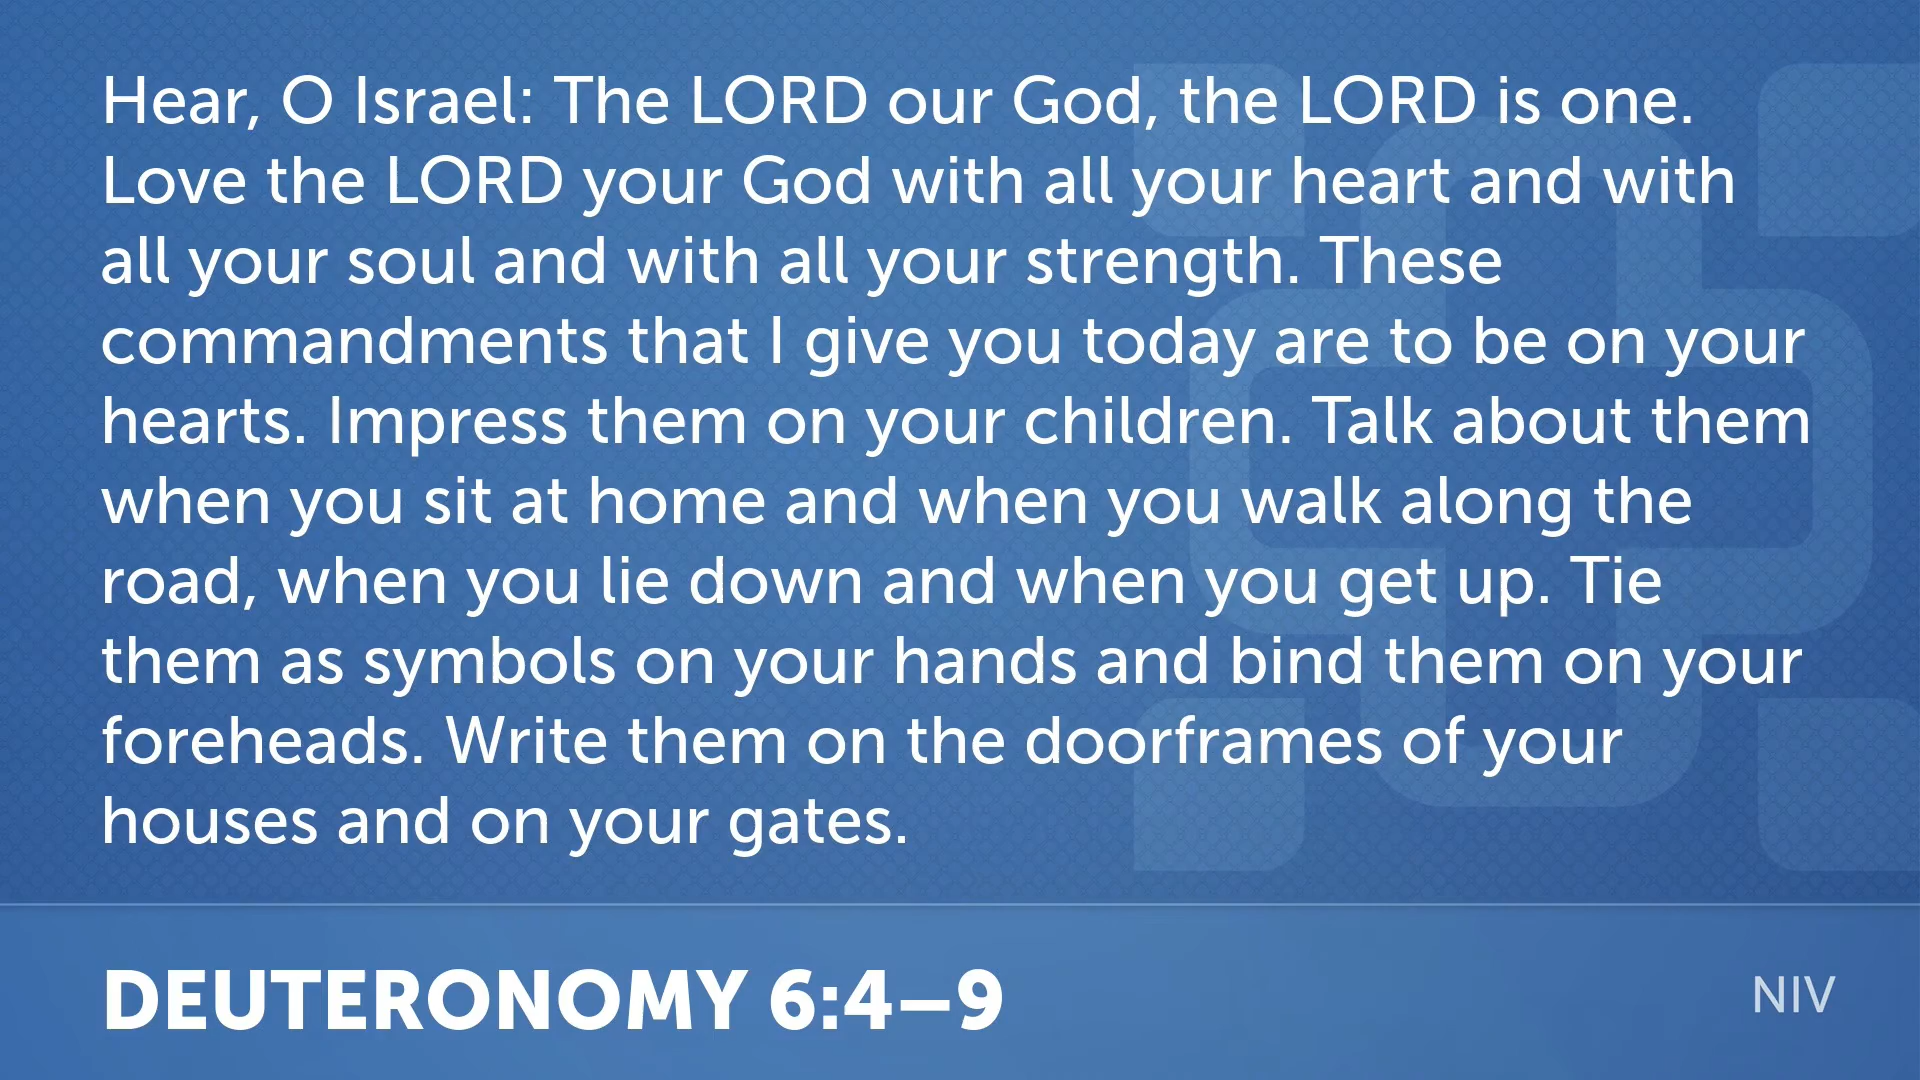 Hear, O Israel: The LORD our God, the LORD is one.
Love the LORD your God with all your heart and with
all your soul and with all your strength. These
commandments that I give you today are to be on your
hearts. Impress them on your children. Talk about them
when you sit at home and when you walk along the
road, when you lie down and when you get up. Tie
them as symbols on your hands and bind them on your
foreheads. Write them on the doorframes of your
houses and on your gates.
DEUTERONOMY 6:4–9
NIV